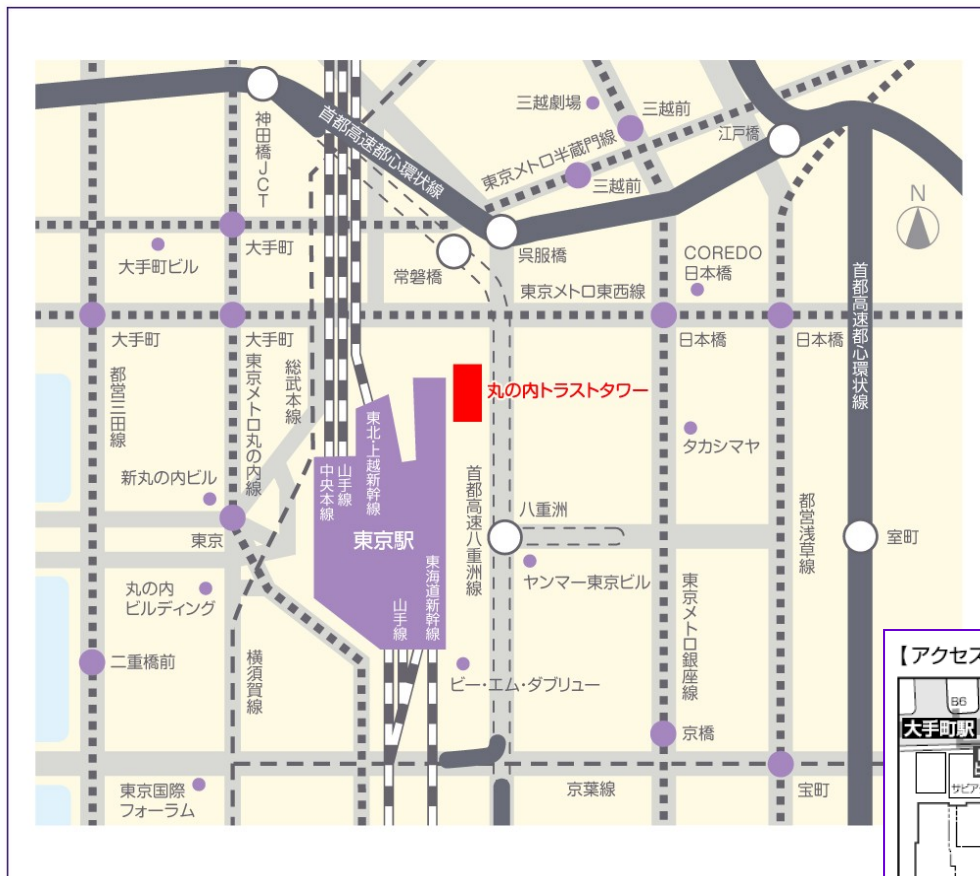 神田橋JCT
首都高速都心環状線
三越劇場
三越前
東京メトロ半蔵門線
三越前
江戸橋
N
大手町
大手町ビル
常磐橋
呉服橋
COREDO
日本橋
東京メトロ東西線
首都高速都心環状線
大手町
大手町
日本橋
日本橋
都営三田線
東京メトロ丸の内線
総武本線
東北・上越新幹線
丸の内トラストタワー
タカシマヤ
新丸の内ビル
中央本線
山手線
首都高速八重洲線
八重洲
都営浅草線
東京
東京駅
室町
丸の内
ビルディング
山手線
東海道新幹線
ヤンマー東京ビル
東京メトロ銀座線
二重橋前
横須賀線
ビー・エム・ダブリュー
京橋
東京国際
フォーラム
京葉線
宝町
【アクセス
B6
大手町駅
サピア